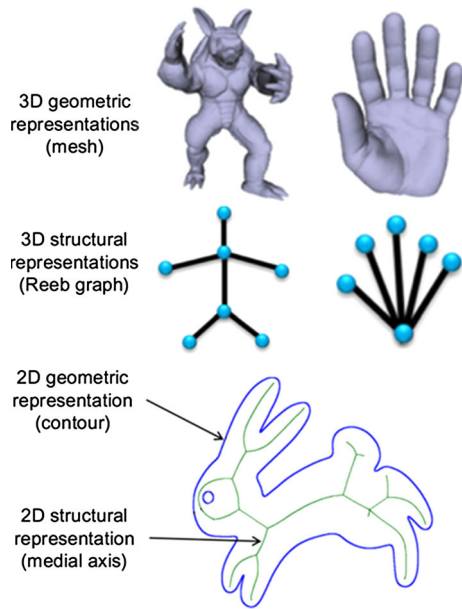 3D geometric
representations
(mesh)
3D structural
representations
(Reeb graph)
2D geometric
representation
(contour)
2D structural
representation
(medial axis)